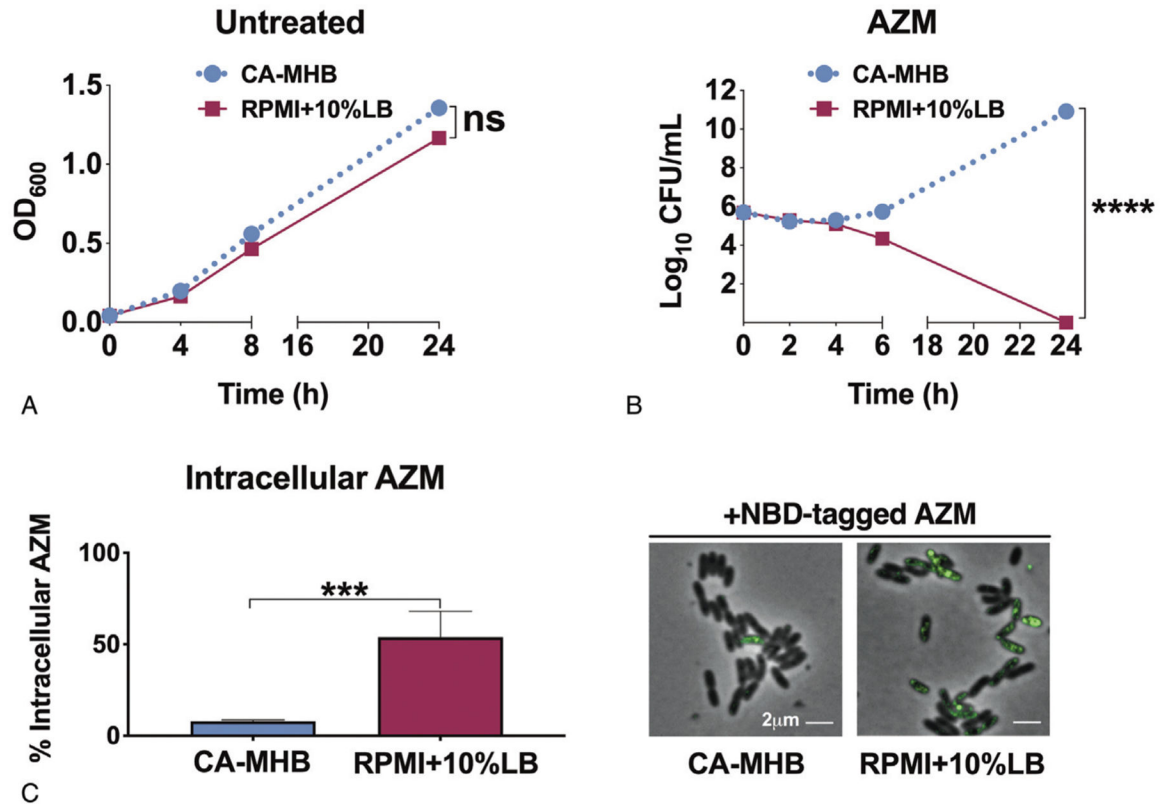 Untreated
CA-MHB
RPMI+10%LB
1.5
1.0
0.5
0.0
OD600
ns
0 4 8 16 20 24
Time (h)
A
AZM
CA-MHB
RPMI+10%LB
12
10
8
6
4
2
Log10 CFU/mL
****
0 2 4 6 18 20 22 24
Time (h)
B
Intracellular AZM
% Intracellular AZM
100
50
0
***
CA-MHB RPMI+10%LB
C
+NBD-tagged AZM
2μm
CA-MHB RPMI+10%LB